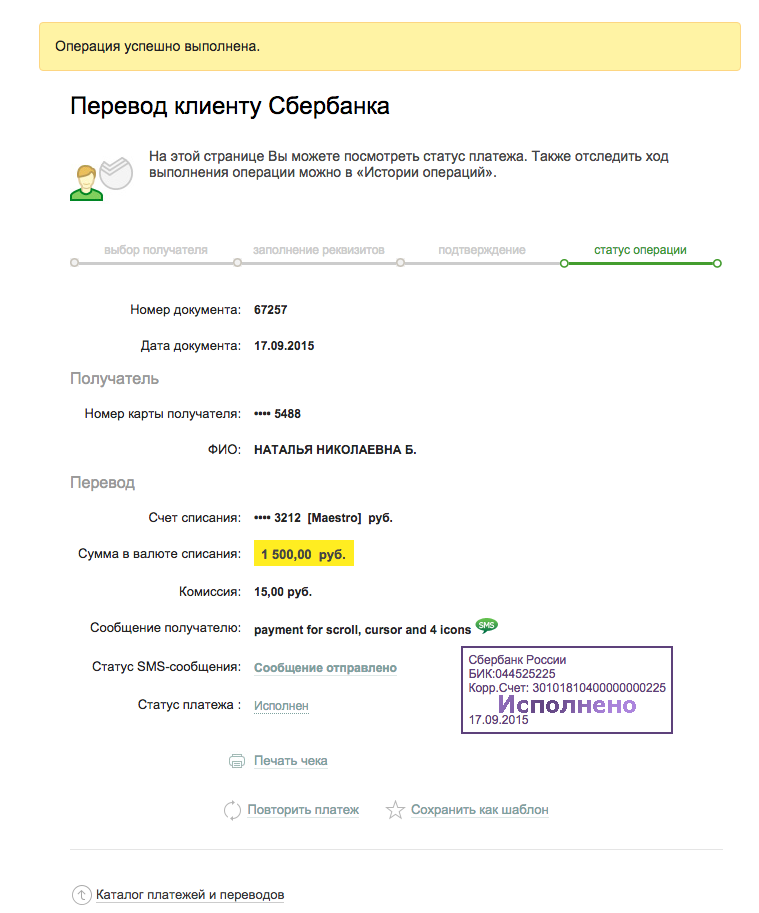 Операция успешно выполнена.
Перевод клиенту Сбербанка
На этой странице Вы можете посмотреть статус платежа. Также отследить ход
выполнения операции можно в «Истории операций».
выбор получателя заполнение реквизитов подтверждение статус операции
Номер документа: 67257
Дата документа: 17.09.2015
Получатель
Номер карты получателя: •••• 5488
ФИО: НАТАЛЬЯ НИКОЛАЕВНА Б.
Перевод
Счет списания: •••• 3212 [Maestro] руб.
Сумма в валюте списания: 1 500,00 руб.
Комиссия: 15,00 руб.
Сообщение получателю: payment for scroll, cursor and 4 icons SMS
Статус SMS-сообщения: Сообщение отправлено
Статус платежа : Исполнен
Сбербанк России
БИК:044525225
Корр.Счет: 30101810400000000225
Исполнено
17.09.2015
Печать чека
Повторить платеж Сохранить как шаблон
Каталог платежей и переводов